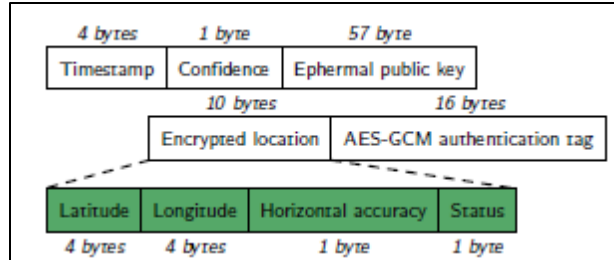 4 bytes 1 byte 57 byte
Timestamp Confidence Ephermal public key
10 bytes 16 bytes
Encrypted location AES-GCM authentication tag
Latitude Longitude Horizontal accuracy Status
4 bytes 4 bytes 1 byte 1 byte